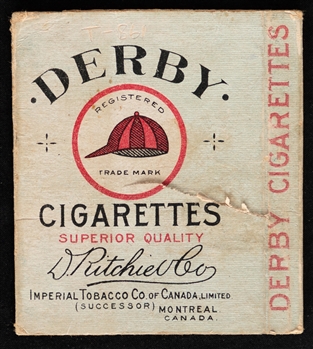 ·DERBY·
REGISTERED
TRADE MARK
CIGARETTES
SUPERIOR QUALITY
D. Ritchie & Co
IMPERIAL TOBACCO CO. OF CANADA, LIMITED
(SUCCESSOR) MONTREAL
CANADA.
DERBY CIGARETTES